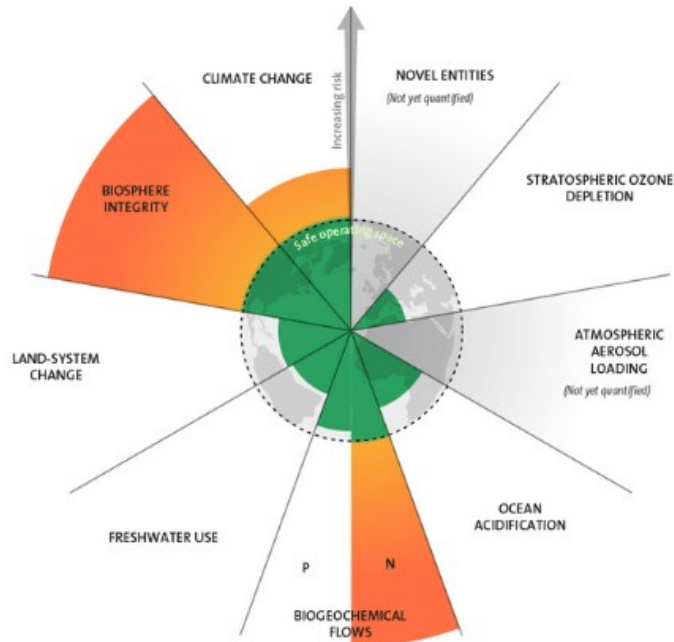 CLIMATE CHANGE
Increasing risk
NOVEL ENTITIES
(Not yet quantified)
STRATOSPHERIC OZONE
DEPLETION
ATMOSPHERIC
AEROSOL
LOADING
(Not yet quantified)
OCEAN
ACIDIFICATION
N
P
BIOGEOCHEMICAL
FLOWS
FRESHWATER USE
LAND-SYSTEM
CHANGE
BIOSPHERE
INTEGRITY
Safe operating space